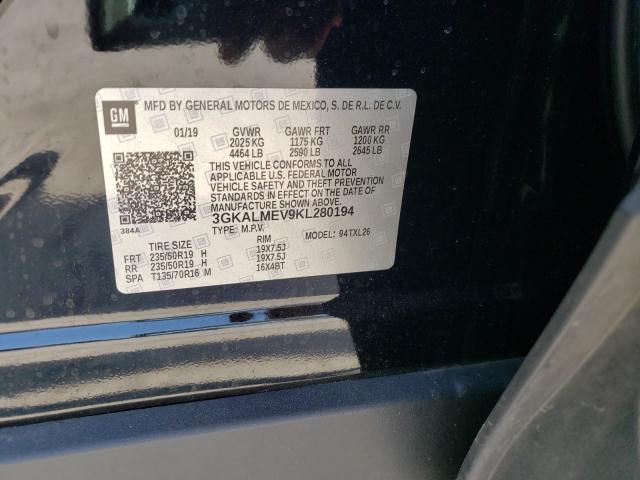 GM
MFD BY GENERAL MOTORS DE MEXICO, S. DE R.L. DE C.V.
01/19 GVWR GAWR FRT GAWR RR
2025 KG 1175 KG 1200 KG
4464 LB 2590 LB 2645 LB
THIS VEHICLE CONFORMS TO ALL
APPLICABLE U.S. FEDERAL MOTOR
VEHICLE SAFETY AND THEFT PREVENTION
STANDARDS IN EFFECT ON THE DATE OF
MANUFACTURE SHOWN ABOVE.
3GKALMEV9KL280194
384A
TYPE: M.P.V. MODEL: 94TXL26
TIRE SIZE RIM
FRT 235/50R19 H 19X7.5J
RR 235/50R19 H 19X7.5J
SPA T135/70R16 M 16X4BT